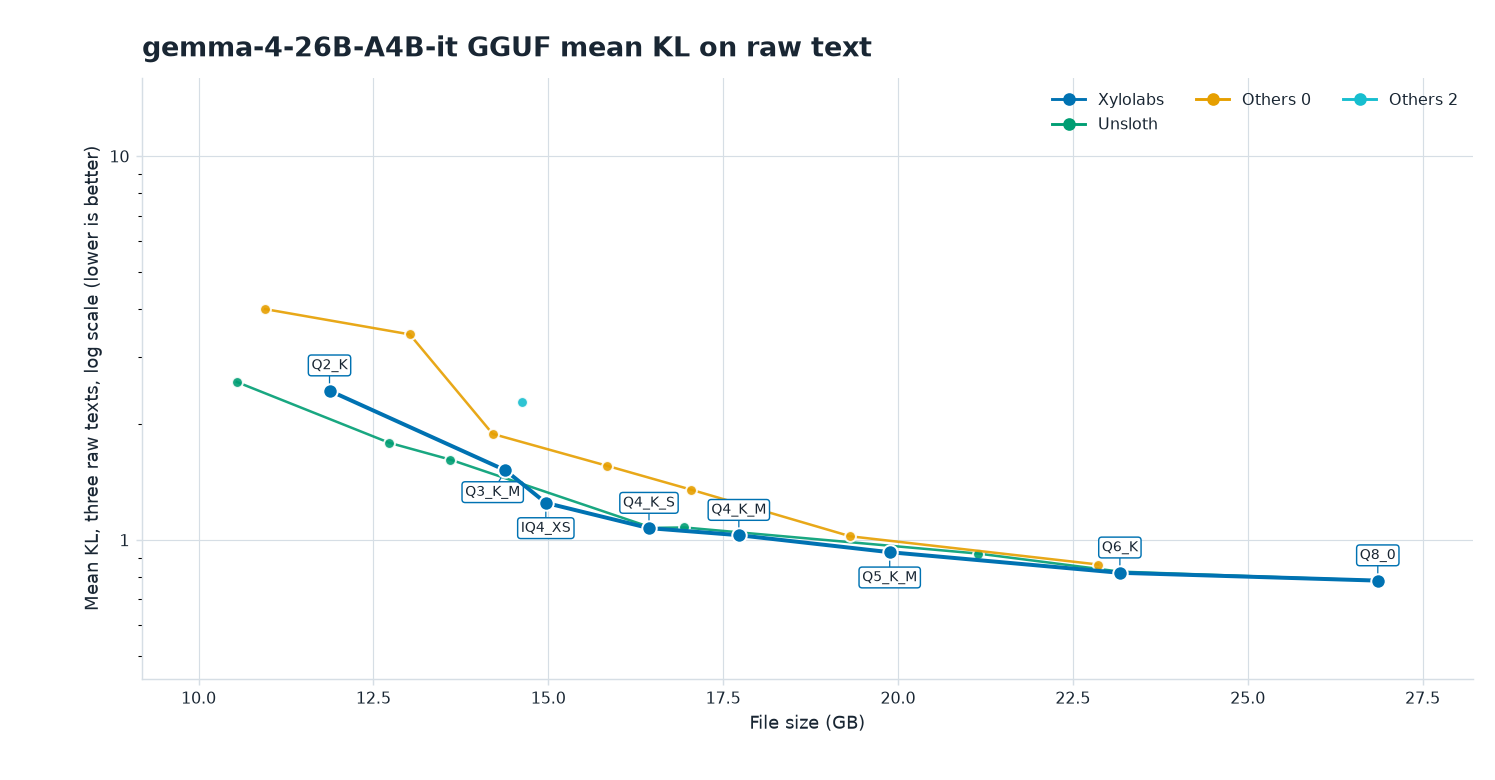 gemma-4-26B-A4B-it GGUF mean KL on raw text
Xylolabs
Others 0
Others 2
Unsloth
Mean KL, three raw texts, log scale (lower is better)
10
1
Q2_K
Q3_K_M
IQ4_XS
Q4_K_S
Q4_K_M
Q5_K_M
Q6_K
Q8_0
10.0 12.5 15.0 17.5 20.0 22.5 25.0 27.5
File size (GB)